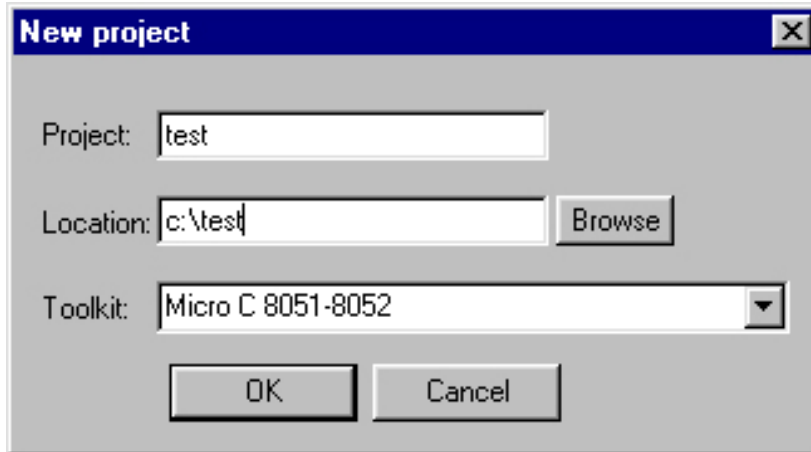 New project
Project: test
Location: c:\test Browse
Toolkit: Micro C 8051-8052
OK Cancel